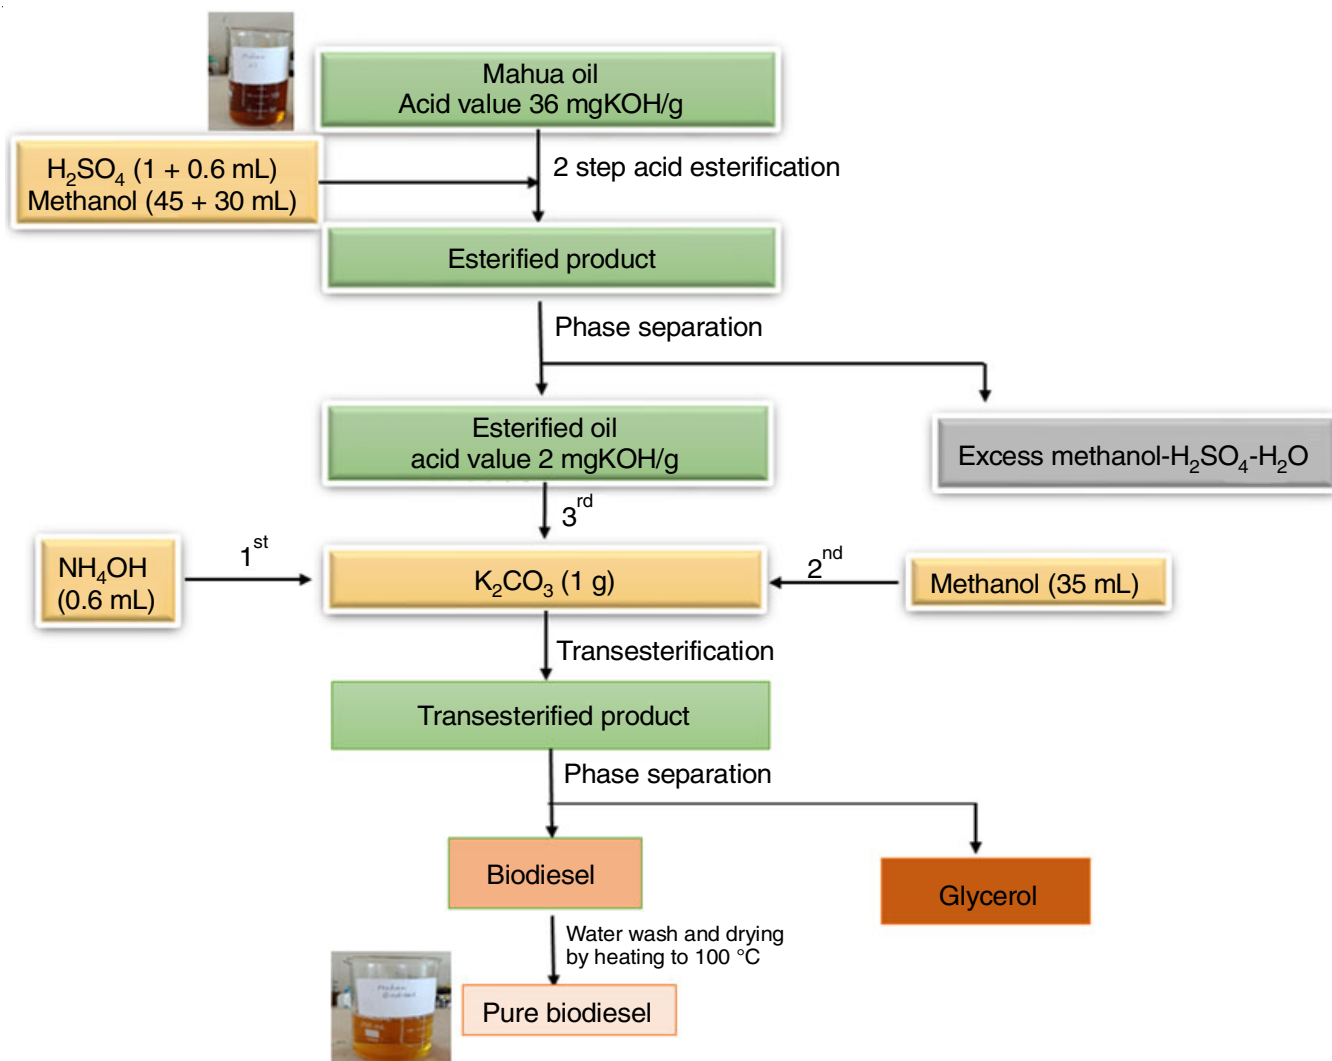 Mahua oil
Acid value 36 mgKOH/g
H₂SO₄ (1 + 0.6 mL)
Methanol (45 + 30 mL)
2 step acid esterification
Esterified product
Phase separation
Esterified oil
acid value 2 mgKOH/g
Excess methanol-H₂SO₄-H₂O
3rd
NH₄OH
(0.6 mL)
1st
K₂CO₃ (1 g)
2nd
Methanol (35 mL)
Transesterification
Transesterified product
Phase separation
Biodiesel
Glycerol
Water wash and drying
by heating to 100 °C
Pure biodiesel